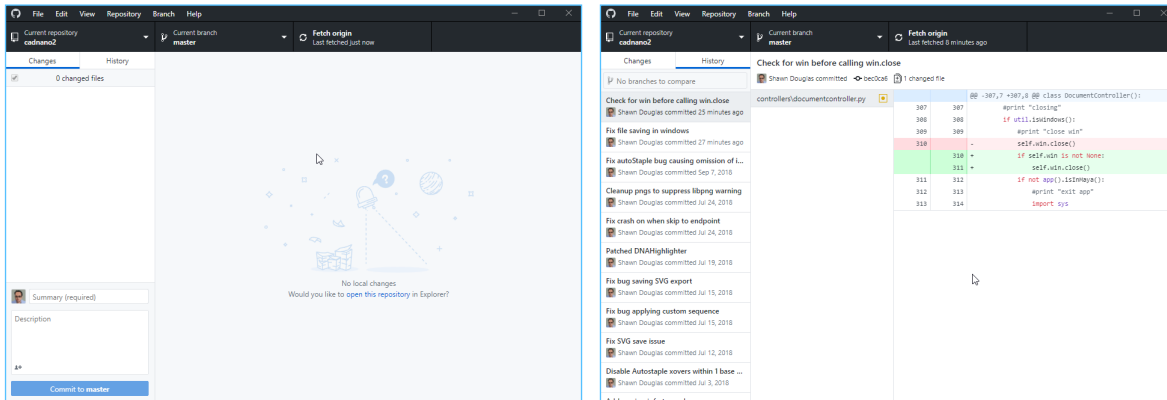 File Edit View Repository Branch Help
Current repository
cadnano2
Current branch
master
Fetch origin
Last fetched just now
Changes History
0 changed files
No local changes
Would you like to open this repository in Explorer?
Summary (required)
Description
Commit to master
File Edit View Repository Branch Help
Current repository
cadnano2
Current branch
master
Fetch origin
Last fetched 8 minutes ago
Changes History
No branches to compare
Check for win before calling win.close
Shawn Douglas committed 25 minutes ago
Fix file saving in windows
Shawn Douglas committed 27 minutes ago
Fix autoStaple bug causing omission of i...
Shawn Douglas committed Sep 7, 2018
Cleanup pngs to suppress libpng warning
Shawn Douglas committed Jul 24, 2018
Fix crash on when skip to endpoint
Shawn Douglas committed Jul 24, 2018
Patched DNAHighlighter
Shawn Douglas committed Jul 19, 2018
Fix bug saving SVG export
Shawn Douglas committed Jul 15, 2018
Fix bug applying custom sequence
Shawn Douglas committed Jul 15, 2018
Fix SVG save issue
Shawn Douglas committed Jul 12, 2018
Disable Autostaple xovers within 1 base ...
Shawn Douglas committed Jul 3, 2018
Check for win before calling win.close
Shawn Douglas committed bec0ca6 1 changed file
controllers\documentcontroller.py
@@ -307,7 +307,8 @@ class DocumentController():
307 307 #print "closing"
308 308 if util.isWindows():
309 309 #print "close win"
310 - self.win.close()
310 + if self.win is not None:
311 + self.win.close()
311 312 if not app().isInMaya():
312 313 #print "exit app"
313 314 import sys